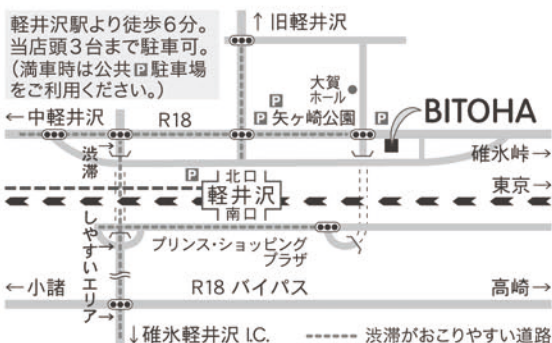 軽井沢駅より徒歩6分。
当店頭3台まで駐車可。
(満車時は公共P駐車場
をご利用ください。)
↑旧軽井沢
大賀
ホール
P
P 矢ヶ崎公園
P
BITOHA
←中軽井沢
R18
碓氷峠→
渋滞
しやすいエリア
P
北口
軽井沢
南口
東京→
プリンス・ショッピング
プラザ
←小諸
R18 バイパス
高崎→
↓碓氷軽井沢 I.C.
渋滞がおこりやすい道路